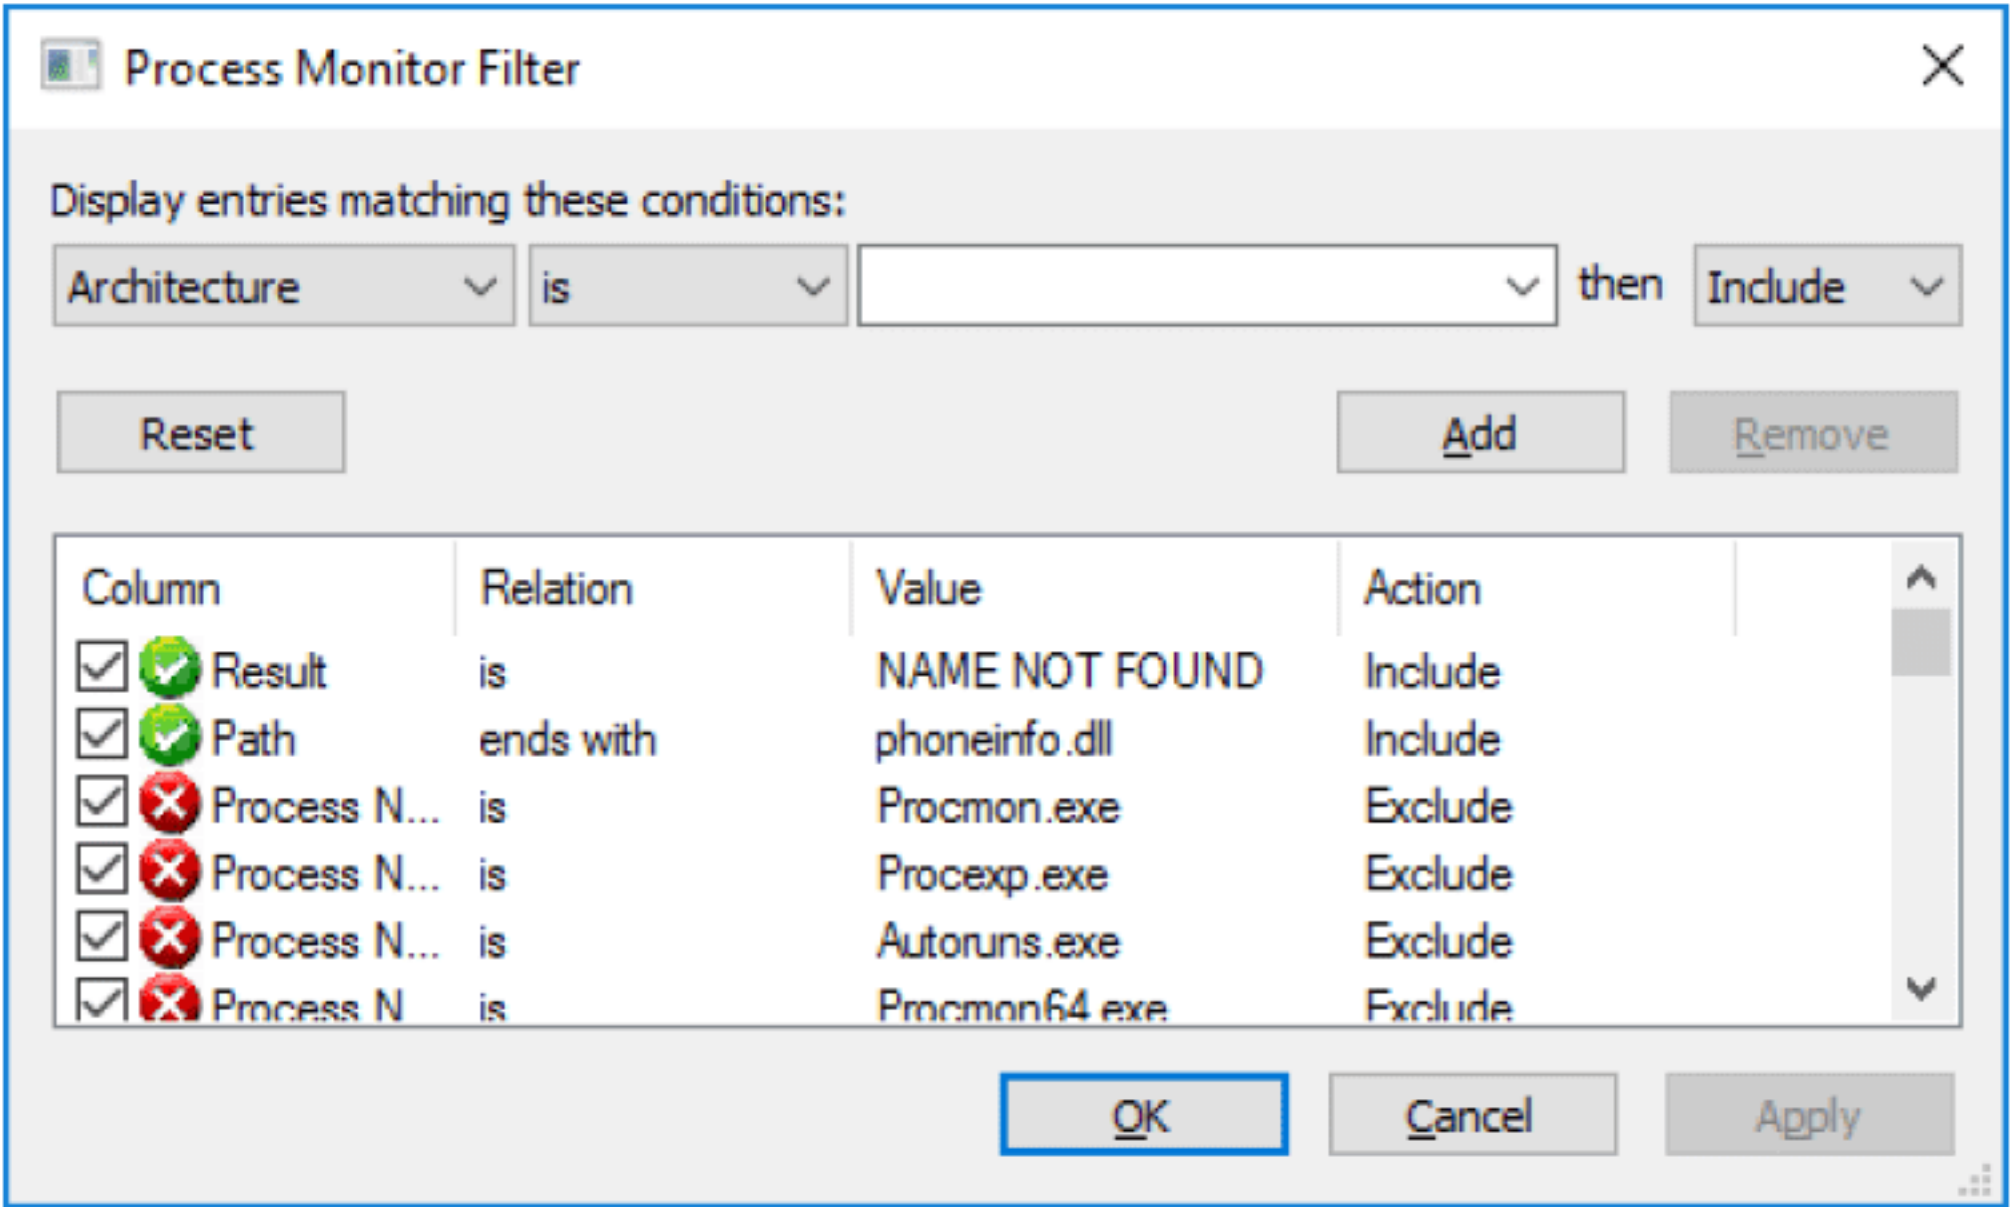 Process Monitor Filter
Display entries matching these conditions:
Architecture is then Include
Reset Add Remove
Column Relation Value Action
Result is NAME NOT FOUND Include
Path ends with phoneinfo.dll Include
Process N... is Procmon.exe Exclude
Process N... is Procexp.exe Exclude
Process N... is Autoruns.exe Exclude
Process N is Procmon64.exe Exclude
OK Cancel Apply